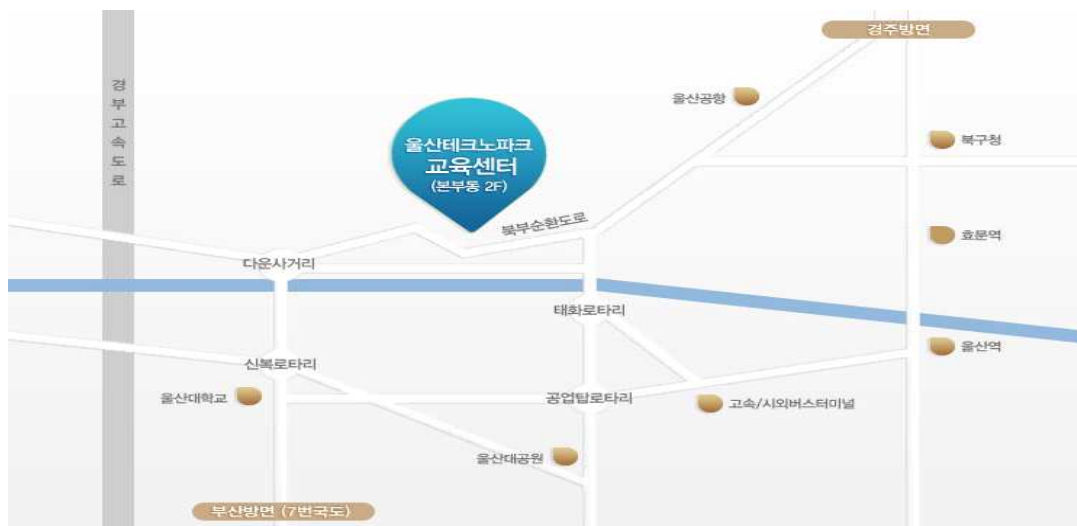 경주방면
경부고속도로
울산공항
울산테크노파크
교육센터
(본부동 2F)
북구청
북부순환도로
효문역
다운사거리
태화로타리
울산역
신복로타리
울산대학교
공업탑로타리
고속/시외버스터미널
울산대공원
부산방면 (7번국도)